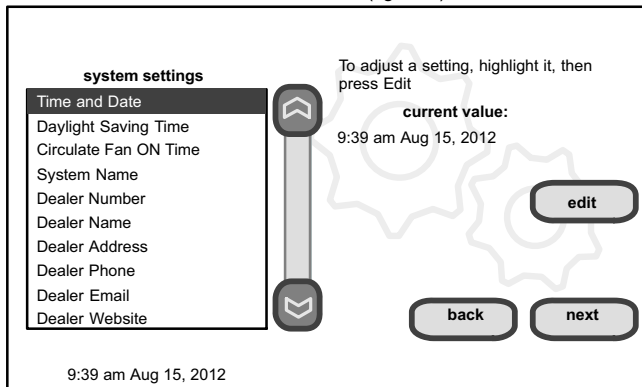 system settings
Time and Date
Daylight Saving Time
Circulate Fan ON Time
System Name
Dealer Number
Dealer Name
Dealer Address
Dealer Phone
Dealer Email
Dealer Website
To adjust a setting, highlight it, then
press Edit
current value:
9:39 am Aug 15, 2012
edit
back
next
9:39 am Aug 15, 2012